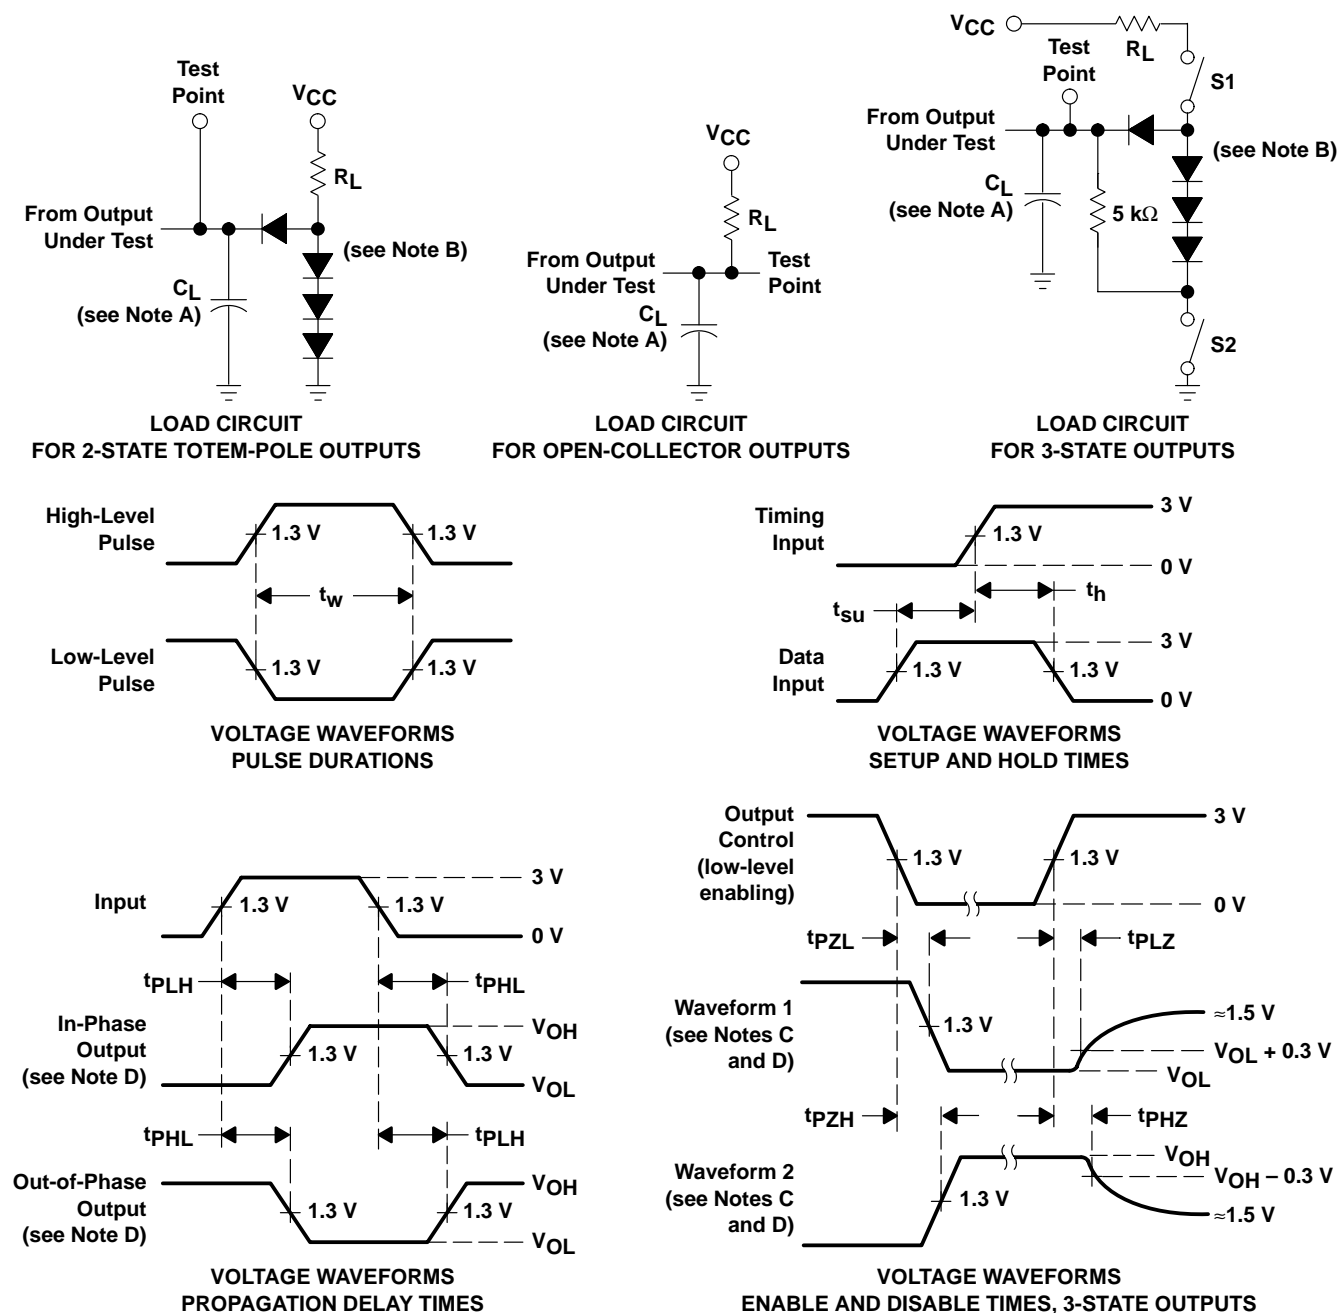 Test
Point
VCC
RL
From Output
Under Test
(see Note B)
CL
(see Note A)
LOAD CIRCUIT
FOR 2-STATE TOTEM-POLE OUTPUTS
VCC
RL
From Output
Under Test
Test
Point
CL
(see Note A)
LOAD CIRCUIT
FOR OPEN-COLLECTOR OUTPUTS
VCC
RL
Test
Point
S1
From Output
Under Test
(see Note B)
CL
(see Note A)
5 kΩ
S2
LOAD CIRCUIT
FOR 3-STATE OUTPUTS
High-Level
Pulse
1.3 V
1.3 V
tw
Low-Level
Pulse
1.3 V
1.3 V
VOLTAGE WAVEFORMS
PULSE DURATIONS
Timing
Input
3 V
1.3 V
0 V
th
tsu
3 V
Data
Input
1.3 V
1.3 V
0 V
VOLTAGE WAVEFORMS
SETUP AND HOLD TIMES
3 V
Input
1.3 V
1.3 V
0 V
tPLH
tPHL
In-Phase
Output
(see Note D)
VOH
1.3 V
1.3 V
VOL
tPHL
tPLH
Out-of-Phase
Output
(see Note D)
VOH
1.3 V
1.3 V
VOL
VOLTAGE WAVEFORMS
PROPAGATION DELAY TIMES
Output
Control
(low-level
enabling)
3 V
1.3 V
1.3 V
0 V
tPZL
tPLZ
Waveform 1
(see Notes C
and D)
1.3 V
≈1.5 V
VOL + 0.3 V
VOL
tPZH
tPHZ
Waveform 2
(see Notes C
and D)
1.3 V
VOH
VOH – 0.3 V
≈1.5 V
VOLTAGE WAVEFORMS
ENABLE AND DISABLE TIMES, 3-STATE OUTPUTS